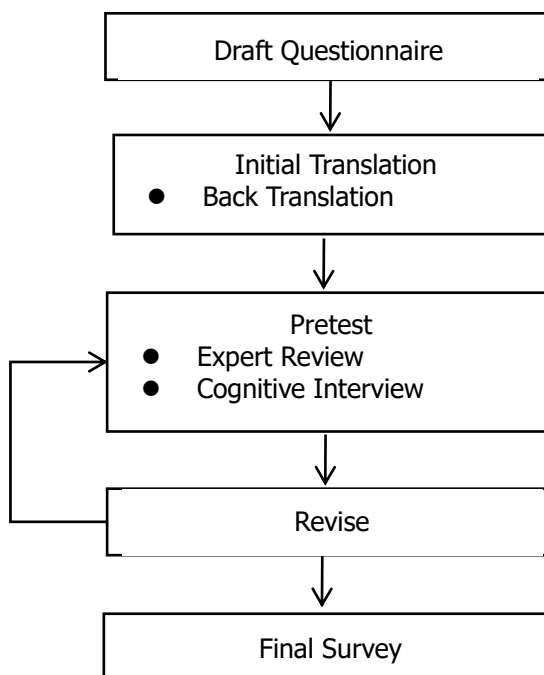 Draft Questionnaire
Initial Translation
● Back Translation
Pretest
● Expert Review
● Cognitive Interview
Revise
Final Survey